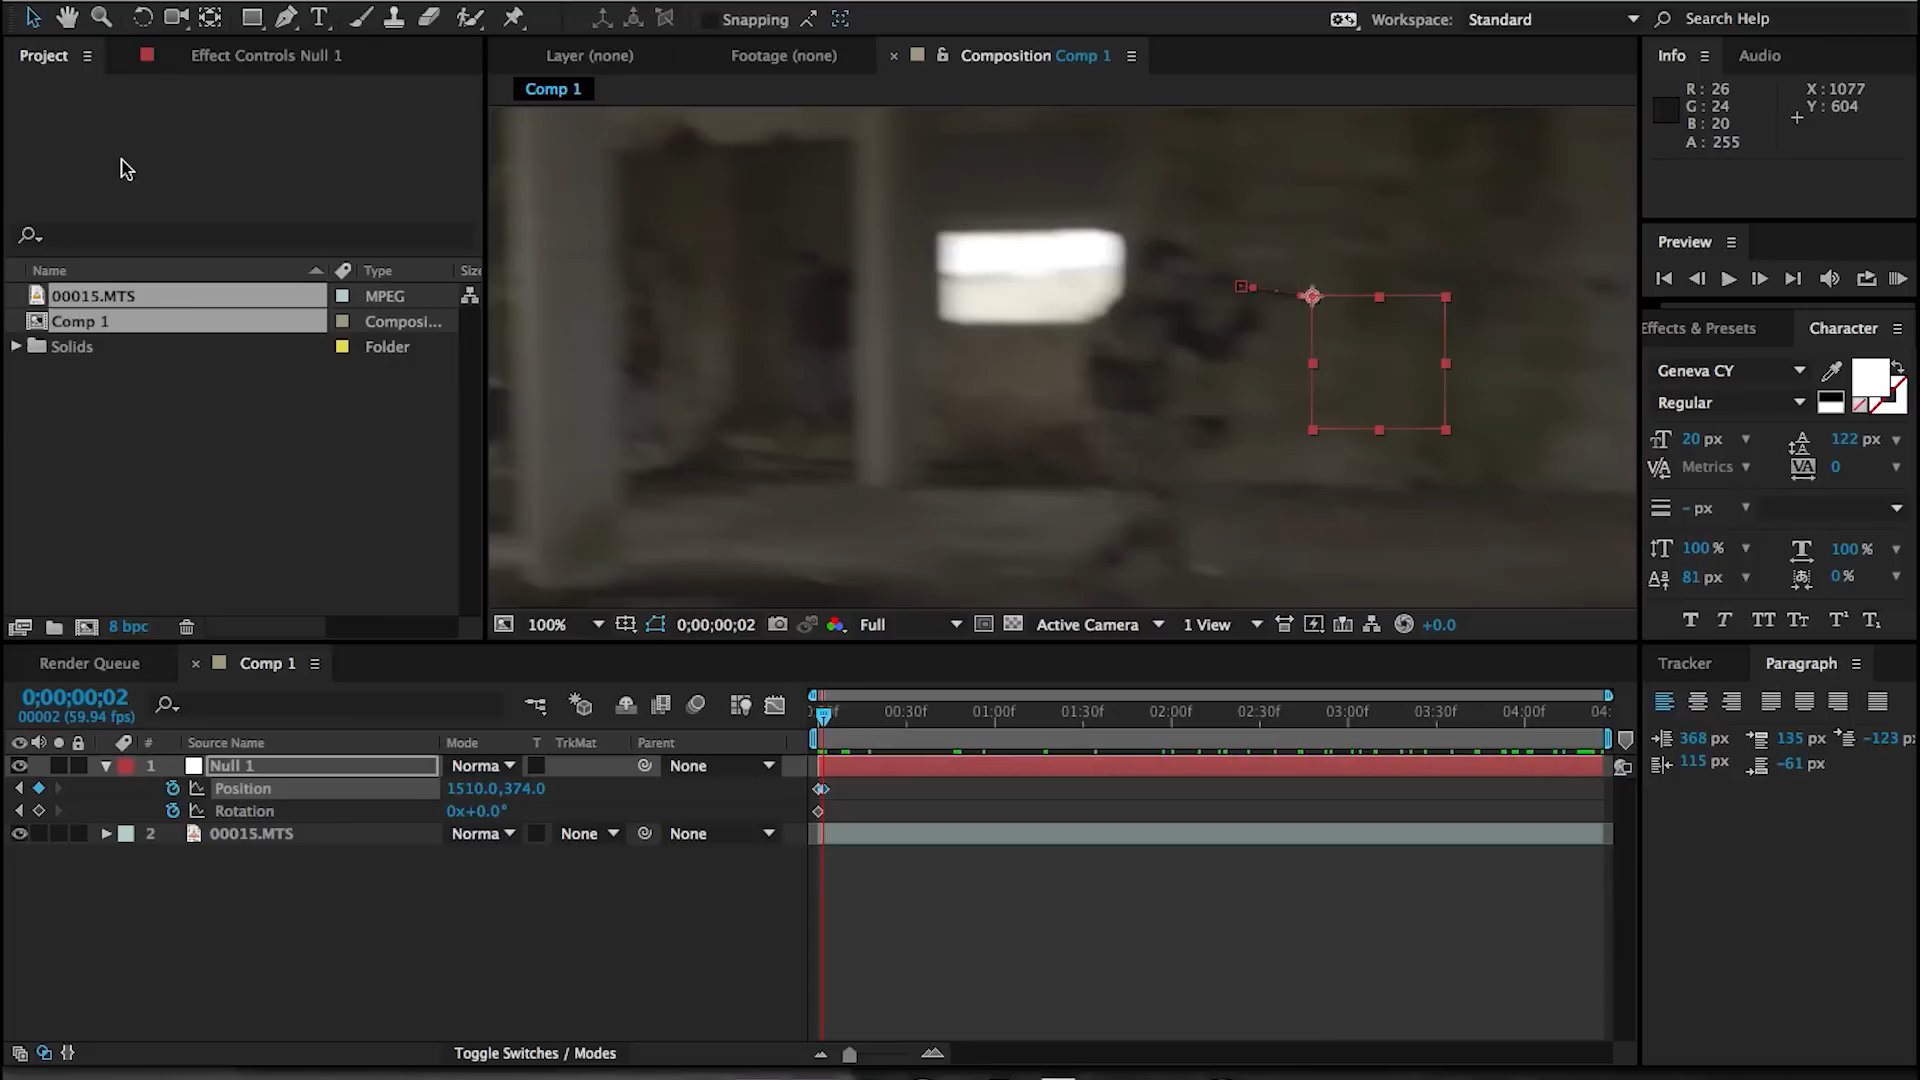 Snapping
Workspace: Standard
Search Help
Project
Effect Controls Null 1
Layer (none)
Footage (none)
Composition Comp 1
Info
Audio
Comp 1
R : 26
G : 24
B : 20
A : 255
X : 1077
Y : 604
Preview
Name
Type
Size
00015.MTS
MPEG
Comp 1
Composi...
Solids
Folder
8 bpc
Effects & Presets
Character
Geneva CY
Regular
20 px
122 px
Metrics
0
- px
100 %
100 %
81 px
0 %
100%
0;00;00;02
Full
Active Camera
1 View
+0.0
Render Queue
Comp 1
Tracker
Paragraph
0;00;00;02
00002 (59.94 fps)
00:30f
01:00f
01:30f
02:00f
02:30f
03:00f
03:30f
04:00f
04:
#
Source Name
Mode
T
TrkMat
Parent
1
Null 1
Norma
None
Position
1510.0,374.0
Rotation
0x+0.0°
2
00015.MTS
Norma
None
None
368 px
135 px
-123 px
115 px
-61 px
Toggle Switches / Modes